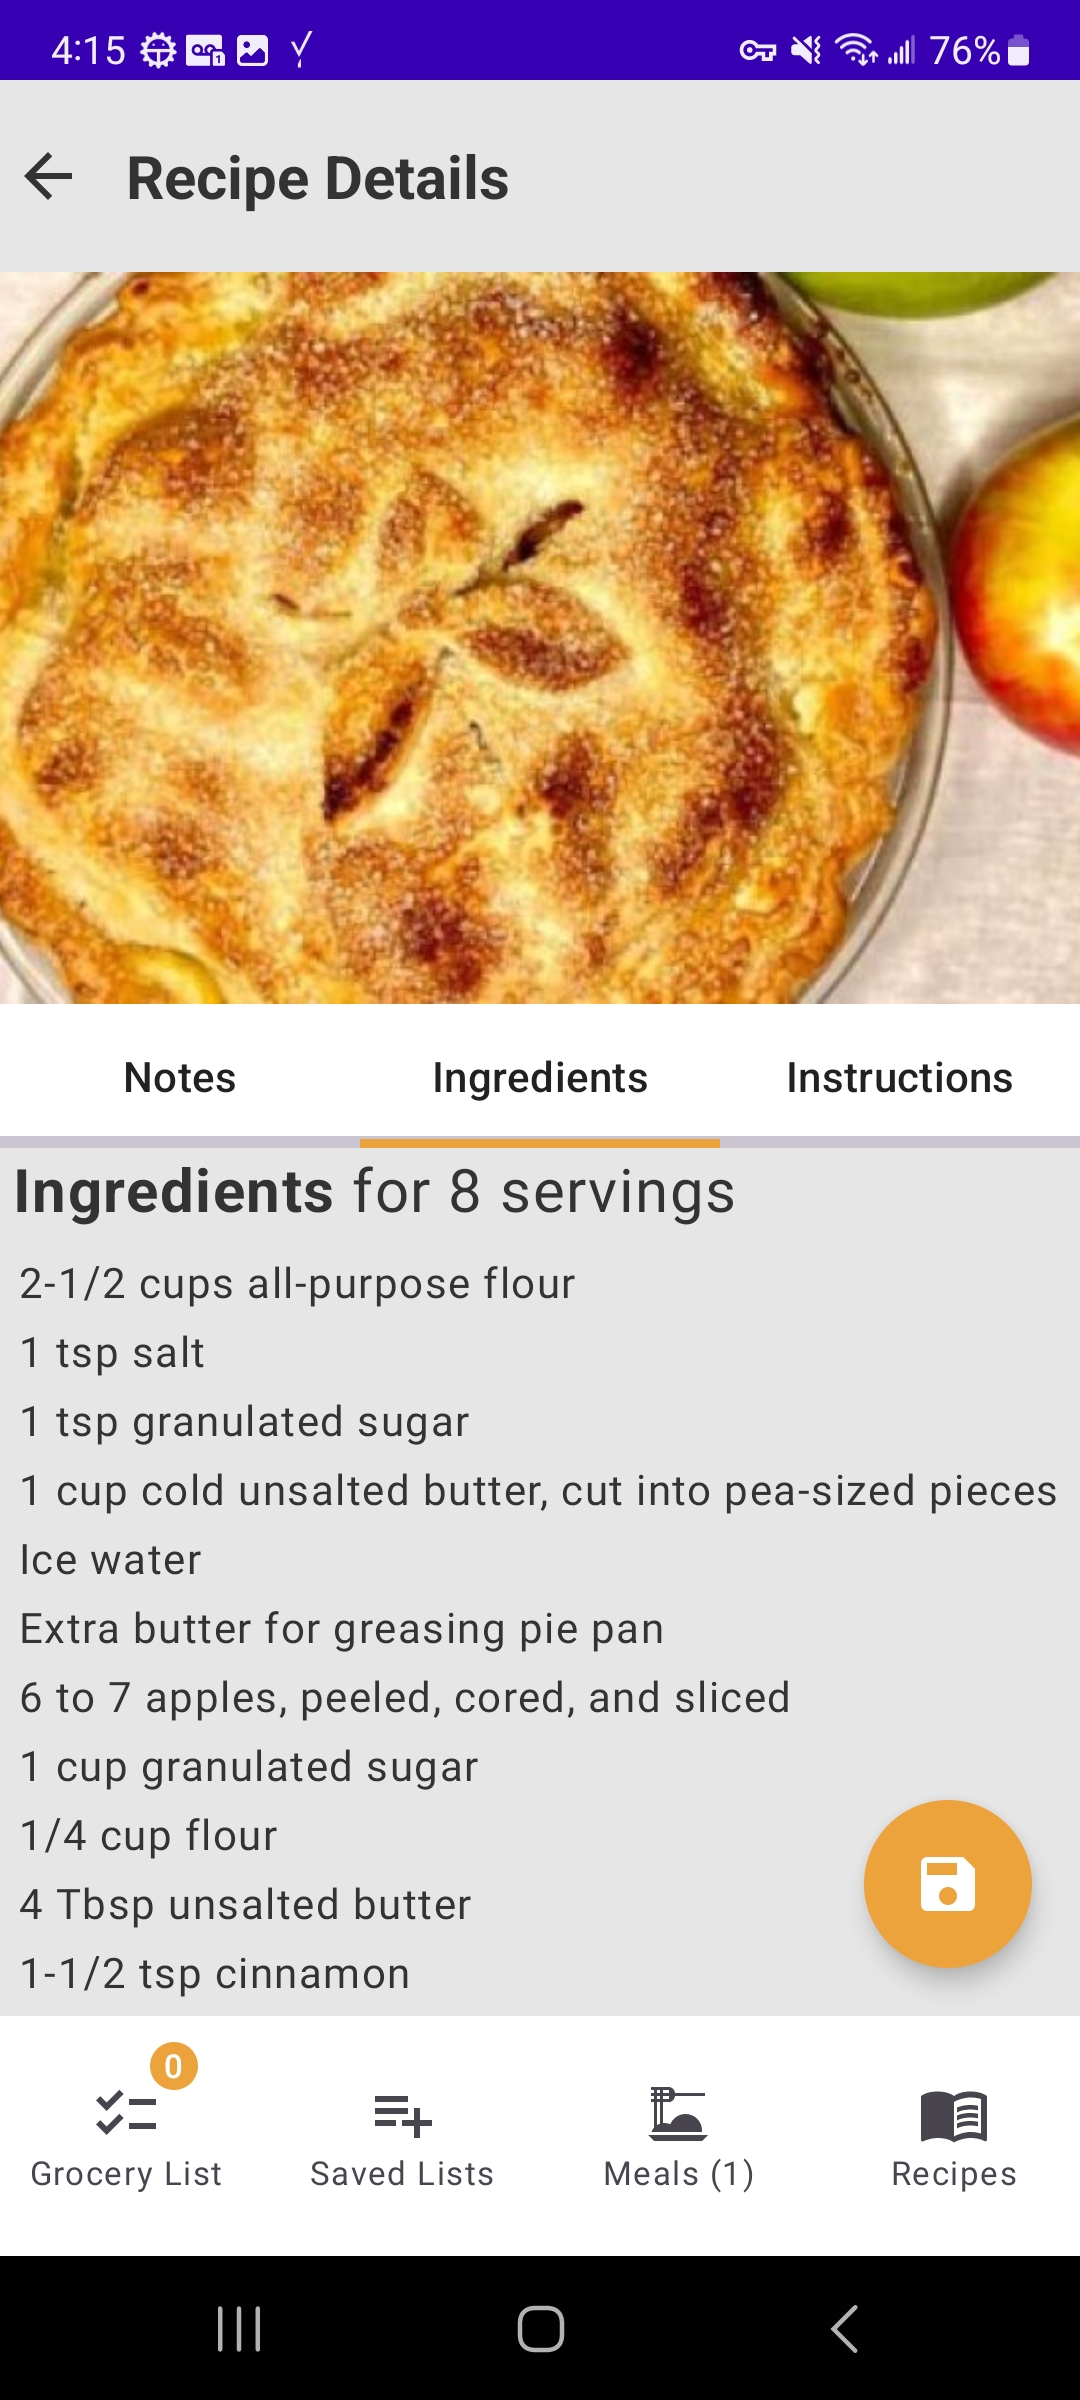 4:15
1
76%
Recipe Details
Notes
Ingredients
Instructions
Ingredients for 8 servings
2-1/2 cups all-purpose flour
1 tsp salt
1 tsp granulated sugar
1 cup cold unsalted butter, cut into pea-sized pieces
Ice water
Extra butter for greasing pie pan
6 to 7 apples, peeled, cored, and sliced
1 cup granulated sugar
1/4 cup flour
4 Tbsp unsalted butter
1-1/2 tsp cinnamon
0
Grocery List
Saved Lists
Meals (1)
Recipes